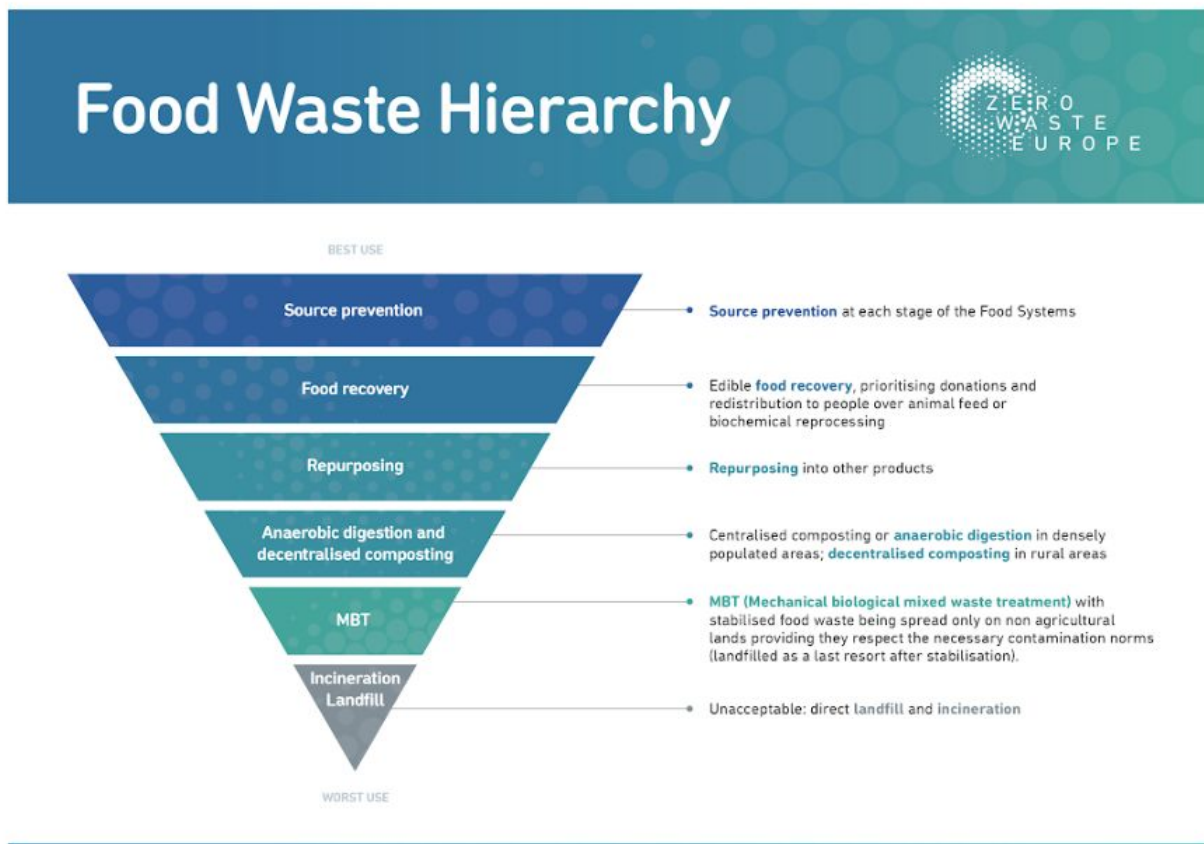 Food Waste Hierarchy
ZERO
WASTE
EUROPE
BEST USE
Source prevention
Source prevention at each stage of the Food Systems
Food recovery
Edible food recovery, prioritising donations and
redistribution to people over animal feed or
biochemical reprocessing
Repurposing
Repurposing into other products
Anaerobic digestion and
decentralised composting
Centralised composting or anaerobic digestion in densely
populated areas; decentralised composting in rural areas
MBT
MBT (Mechanical biological mixed waste treatment) with
stabilised food waste being spread only on non agricultural
lands providing they respect the necessary contamination norms
(landfilled as a last resort after stabilisation).
Incineration
Landfill
Unacceptable: direct landfill and incineration
WORST USE